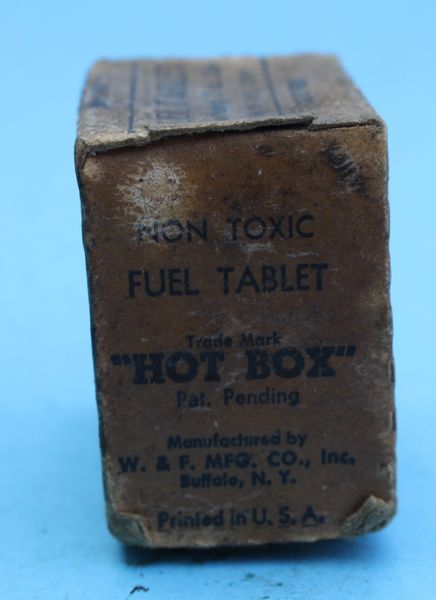 NON TOXIC
FUEL TABLET
Trade Mark
"HOT BOX"
Pat. Pending
Manufactured by
W. & F. MFG. CO., Inc.
Buffalo, N. Y.
Printed in U. S. A.